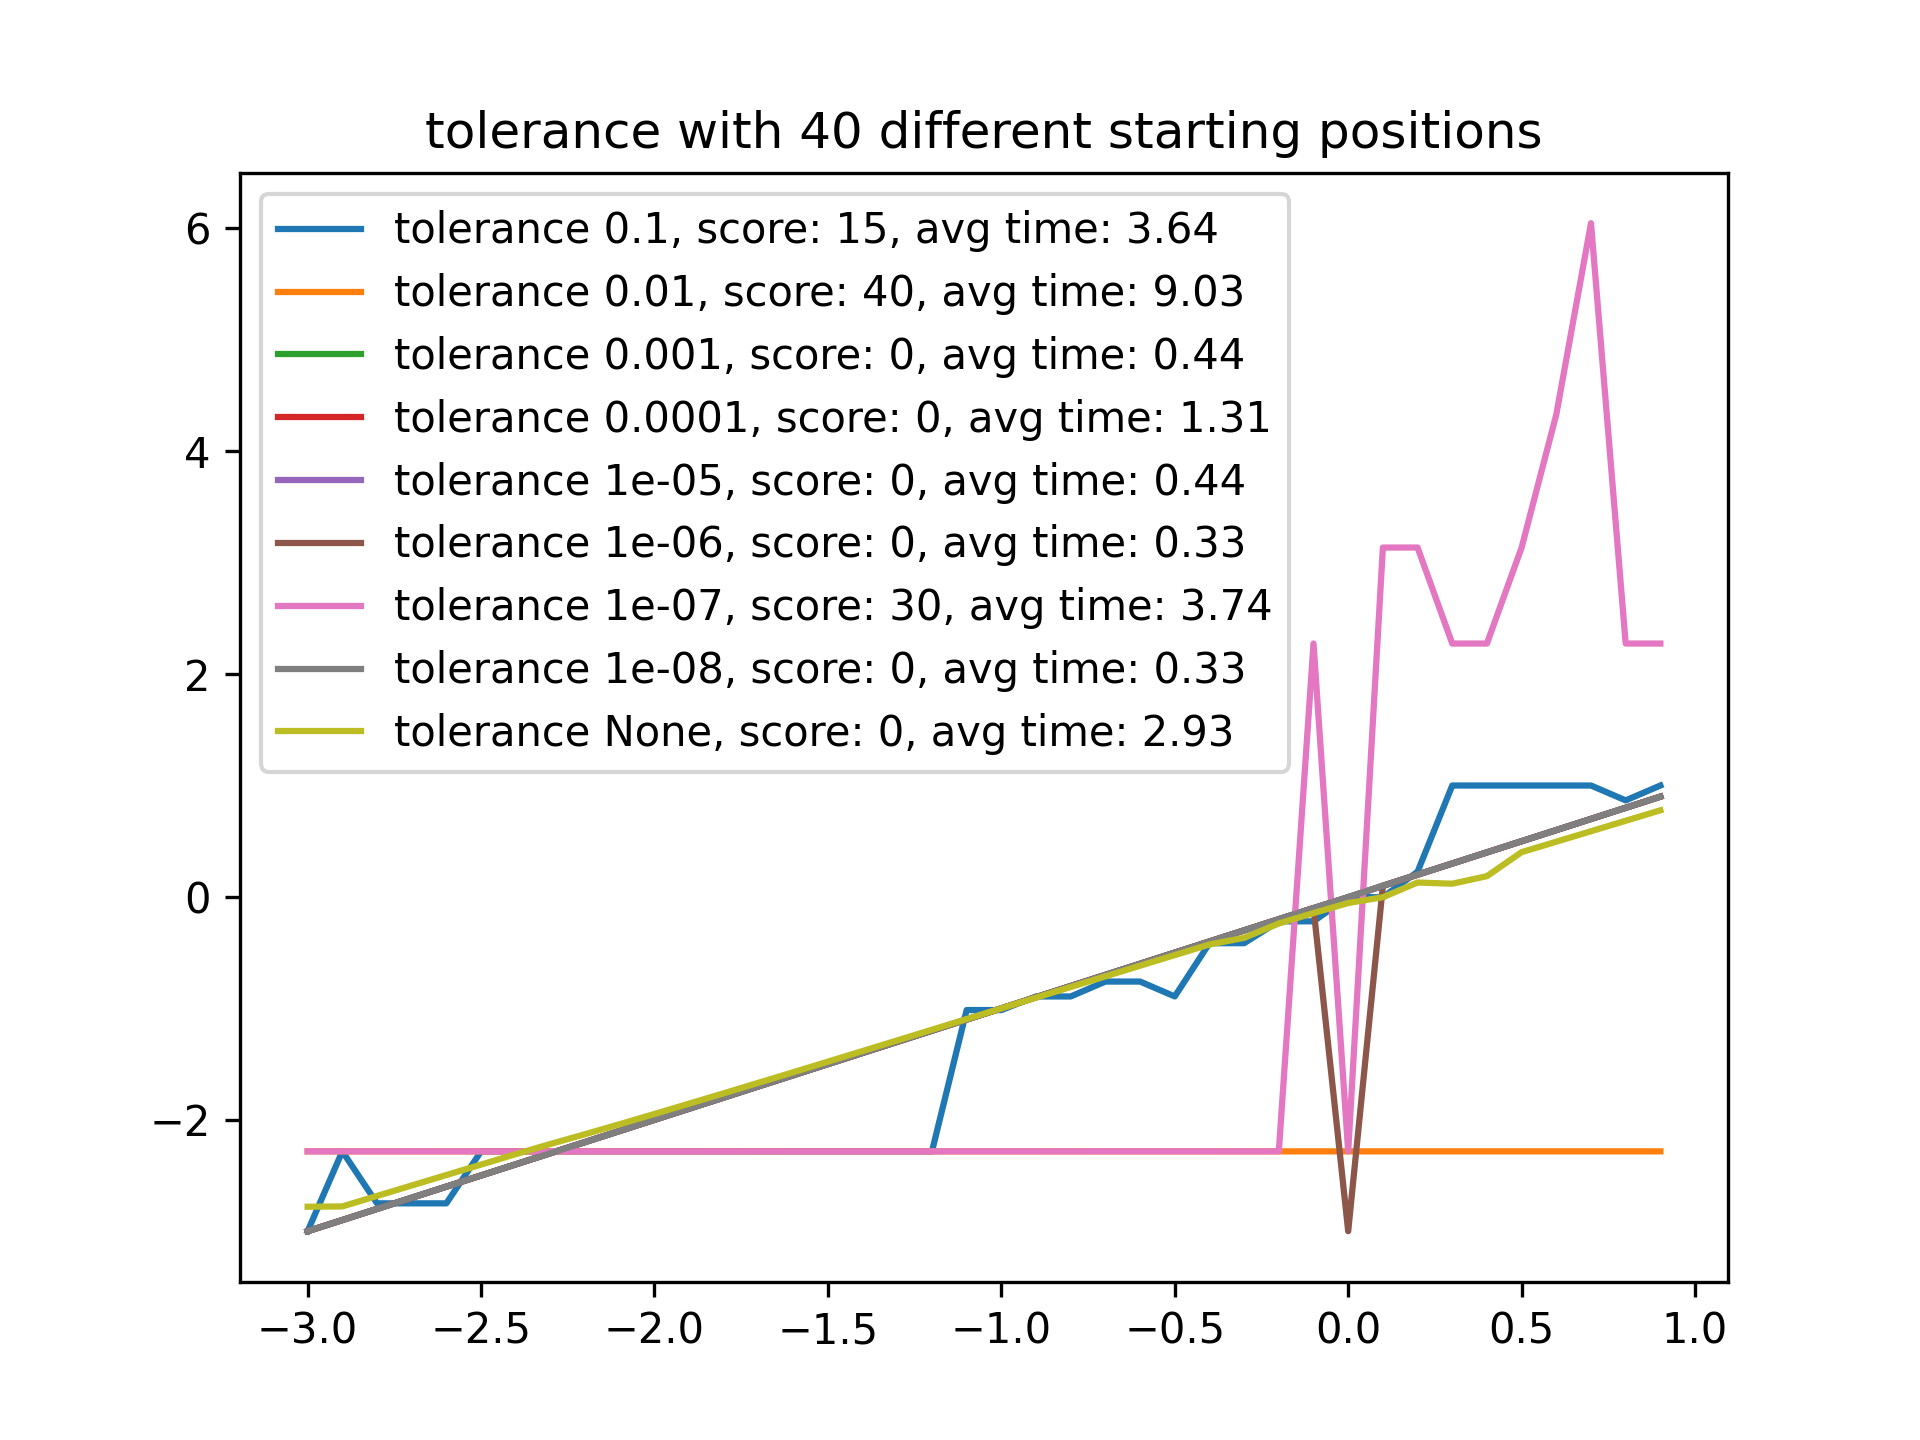 tolerance with 40 different starting positions
tolerance 0.1, score: 15, avg time: 3.64
tolerance 0.01, score: 40, avg time: 9.03
tolerance 0.001, score: 0, avg time: 0.44
tolerance 0.0001, score: 0, avg time: 1.31
tolerance 1e-05, score: 0, avg time: 0.44
tolerance 1e-06, score: 0, avg time: 0.33
tolerance 1e-07, score: 30, avg time: 3.74
tolerance 1e-08, score: 0, avg time: 0.33
tolerance None, score: 0, avg time: 2.93
6
4
2
0
−2
−3.0 −2.5 −2.0 −1.5 −1.0 −0.5 0.0 0.5 1.0